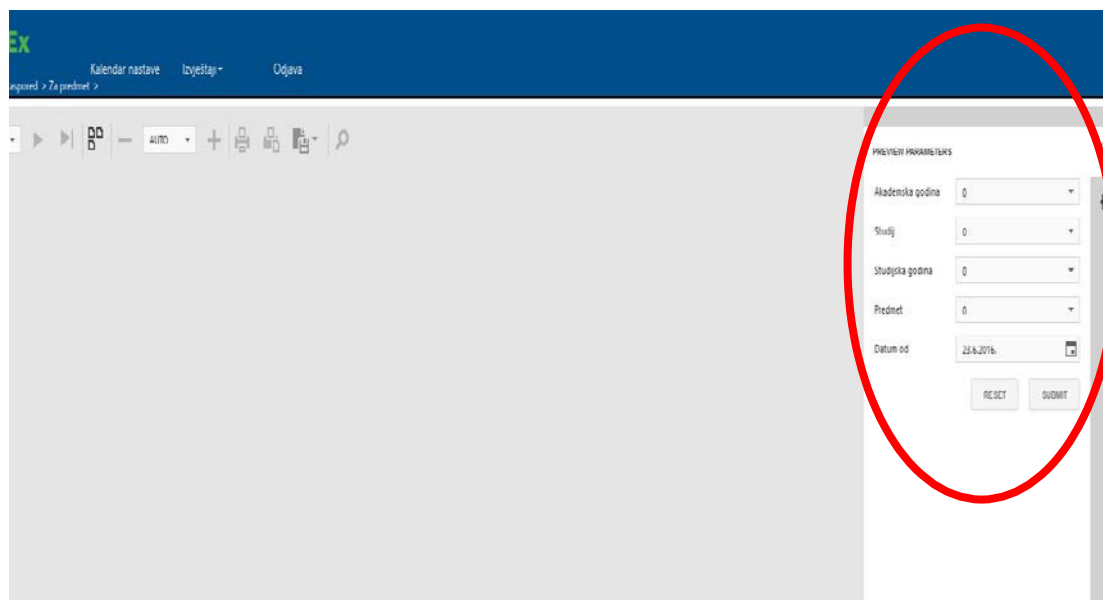 Ex
Kalendar nastave Izvještaji Odjava
aspored > Za predmet >
AUTO
PREVIEW PARAMETERS
Akademska godina 0
Studij 0
Studijska godina 0
Predmet 0
Datum od 23.6.2016.
RESET SUBMIT